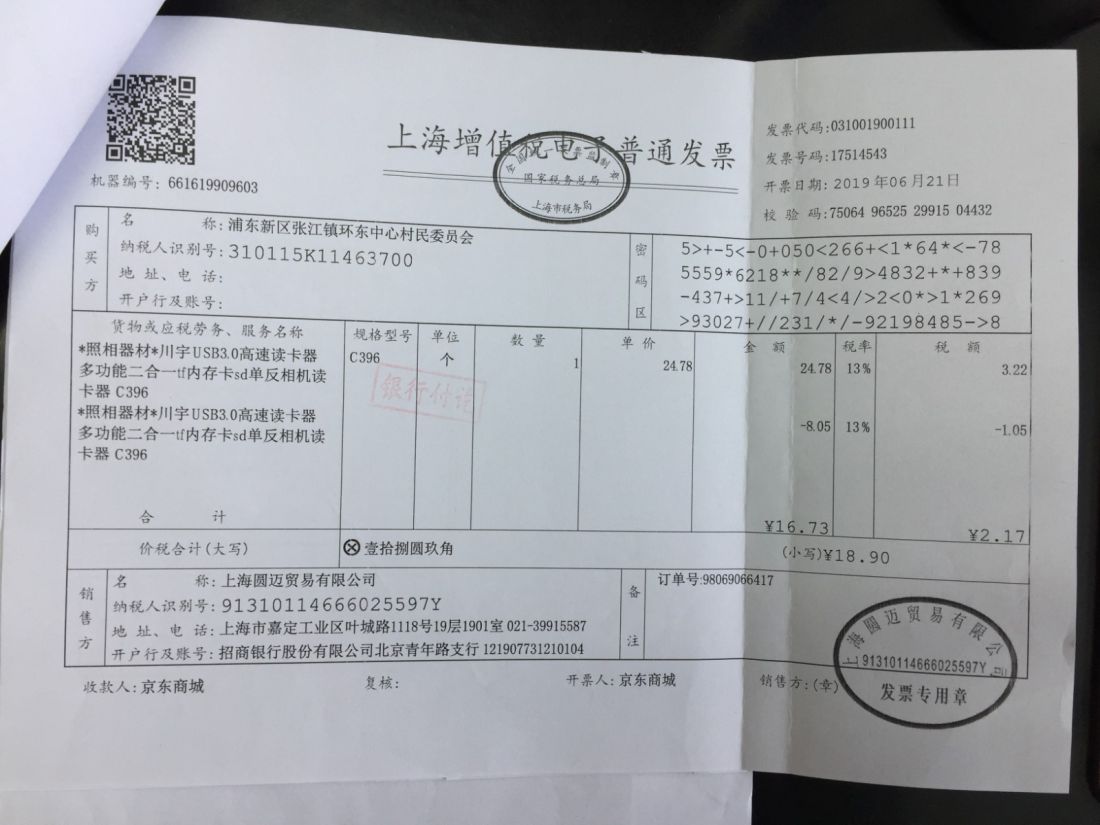 上海增值税电子普通发票
全国统一发票监制章
国家税务总局
上海市税务局
机器编号: 661619909603
发票代码:031001900111
发票号码:17514543
开票日期: 2019年06月21日
校 验 码:75064 96525 29915 04432
购买方
名 称: 浦东新区张江镇环东中心村民委员会
纳税人识别号: 310115K11463700
地 址、电 话:
开户行及账号:
密码区
5>+-5<-0+050<266+<1*64*<-78
5559*6218**/82/9>4832+*+839
-437+>11/+7/4<4/>2<0*>1*269
>93027+//231/*/-92198485->8
货物或应税劳务、服务名称 规格型号 单位 数 量 单 价 金 额 税率 税 额
*照相器材*川宇USB3.0高速读卡器 C396 个 1 24.78 24.78 13% 3.22
多功能二合一tf内存卡sd单反相机读
卡器 C396
*照相器材*川宇USB3.0高速读卡器 -8.05 13% -1.05
多功能二合一tf内存卡sd单反相机读
卡器 C396
银行付讫
合 计 ¥16.73 ¥2.17
价税合计(大写) ⊗壹拾捌圆玖角 (小写)¥18.90
销售方
名 称: 上海圆迈贸易有限公司
纳税人识别号: 91310114666025597Y
地 址、电 话: 上海市嘉定工业区叶城路1118号19层1901室 021-39915587
开户行及账号: 招商银行股份有限公司北京青年路支行 121907731210104
备注
订单号:98069066417
收款人: 京东商城 复核: 开票人: 京东商城 销售方:(章)
上海圆迈贸易有限公司
91310114666025597Y
发票专用章